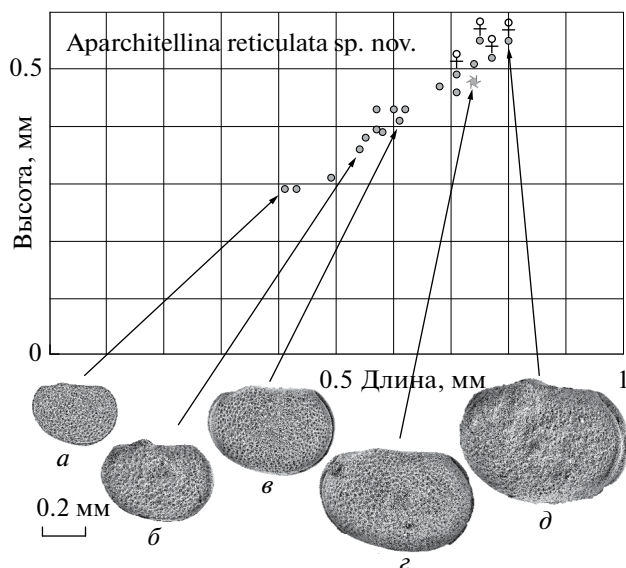 Aparchitellina reticulata sp. nov.
0.5
Высота, мм
0
0.5 Длина, мм 1
а
б
в
г
д
0.2 мм